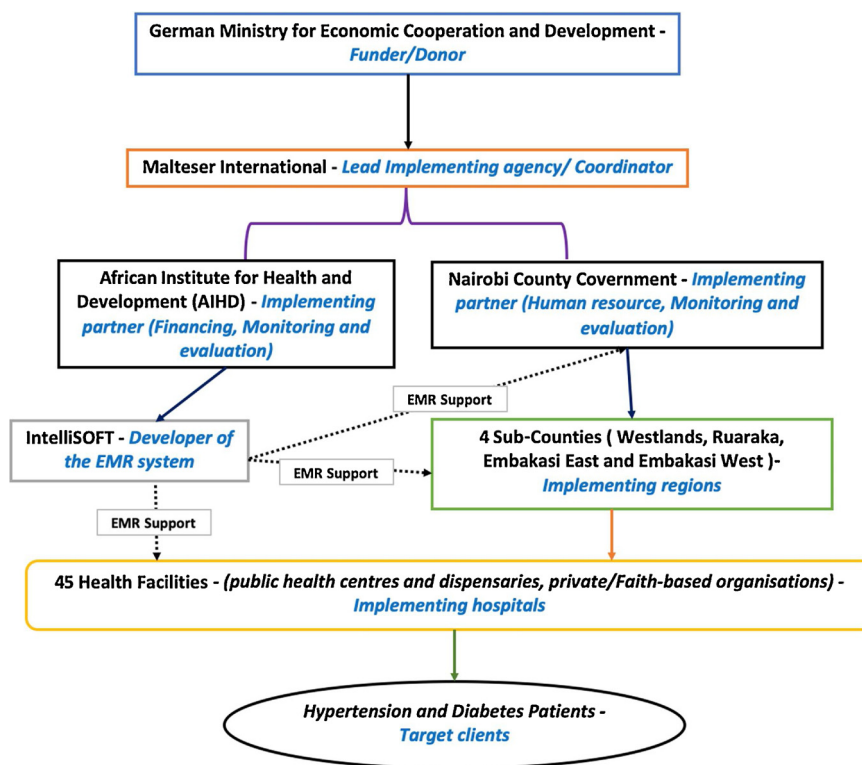 German Ministry for Economic Cooperation and Development -
Funder/Donor
Malteser International - Lead Implementing agency/ Coordinator
African Institute for Health and
Development (AIHD) - Implementing
partner (Financing, Monitoring and
evaluation)
Nairobi County Covernment - Implementing
partner (Human resource, Monitoring and
evaluation)
EMR Support
IntelliSOFT - Developer of
the EMR system
EMR Support
4 Sub-Counties ( Westlands, Ruaraka,
Embakasi East and Embakasi West )-
Implementing regions
EMR Support
45 Health Facilities - (public health centres and dispensaries, private/Faith-based organisations) -
Implementing hospitals
Hypertension and Diabetes Patients -
Target clients